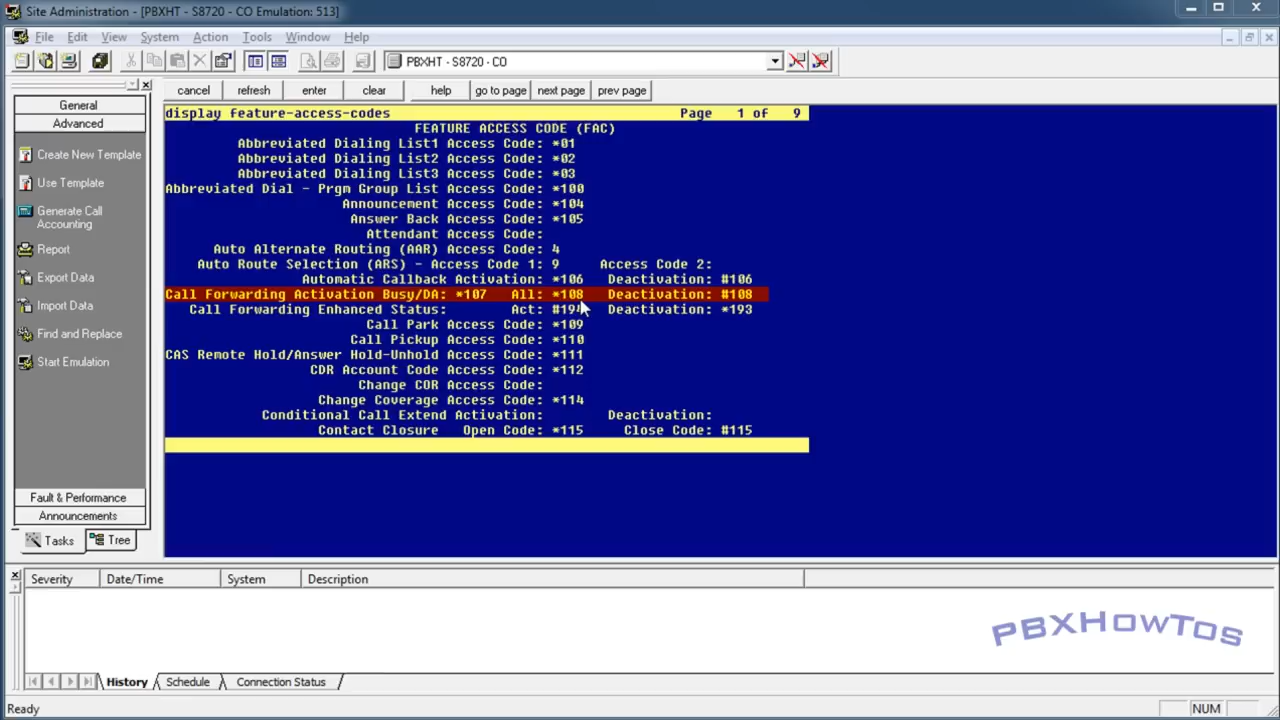 Site Administration - [PBXHT - S8720 - CO Emulation: 513]
File Edit View System Action Tools Window Help
PBXHT - S8720 - CO
General
Advanced
Create New Template
Use Template
Generate Call
Accounting
Report
Export Data
Import Data
Find and Replace
Start Emulation
Fault & Performance
Announcements
Tasks Tree
cancel refresh enter clear help go to page next page prev page
display feature-access-codes Page 1 of 9
FEATURE ACCESS CODE (FAC)
Abbreviated Dialing List1 Access Code: *01
Abbreviated Dialing List2 Access Code: *02
Abbreviated Dialing List3 Access Code: *03
Abbreviated Dial - Prgm Group List Access Code: *100
Announcement Access Code: *104
Answer Back Access Code: *105
Attendant Access Code:
Auto Alternate Routing (AAR) Access Code: 4
Auto Route Selection (ARS) - Access Code 1: 9 Access Code 2:
Automatic Callback Activation: *106 Deactivation: #106
Call Forwarding Activation Busy/DA: *107 All: *108 Deactivation: #108
Call Forwarding Enhanced Status: Act: Deactivation: *193
Call Park Access Code: *109
Call Pickup Access Code: *110
CAS Remote Hold/Answer Hold-Unhold Access Code: *111
CDR Account Code Access Code: *112
Change COR Access Code:
Change Coverage Access Code: *114
Conditional Call Extend Activation: Deactivation:
Contact Closure Open Code: *115 Close Code: #115
Severity Date/Time System Description
PBXHowTos
History Schedule Connection Status
Ready NUM